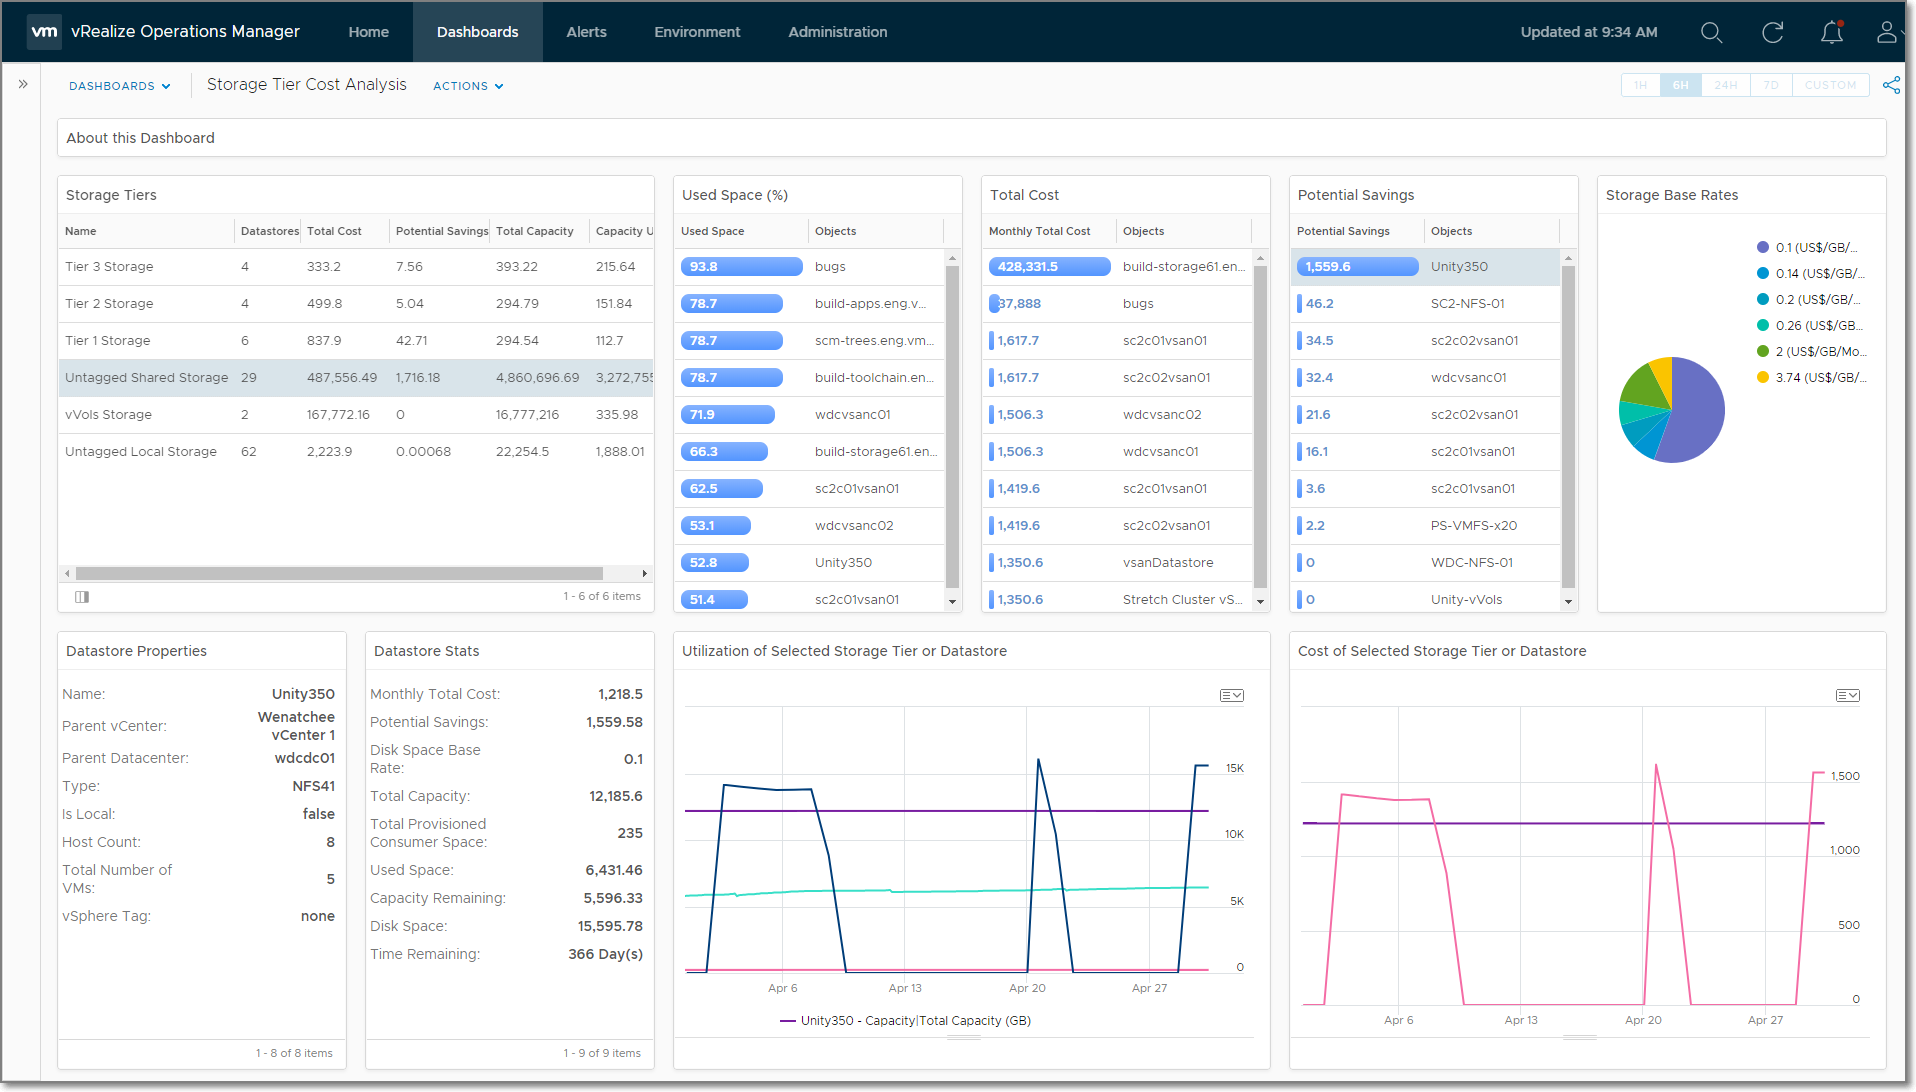 vm vRealize Operations Manager Home Dashboards Alerts Environment Administration Updated at 9:34 AM
DASHBOARDS Storage Tier Cost Analysis ACTIONS 1H 6H 24H 7D CUSTOM
About this Dashboard
Storage Tiers
Name Datastores Total Cost Potential Savings Total Capacity Capacity U
Tier 3 Storage 4 333.2 7.56 393.22 215.64
Tier 2 Storage 4 499.8 5.04 294.79 151.84
Tier 1 Storage 6 837.9 42.71 294.54 112.7
Untagged Shared Storage 29 487,556.49 1,716.18 4,860,696.69 3,272,755
vVols Storage 2 167,772.16 0 16,777,216 335.98
Untagged Local Storage 62 2,223.9 0.00068 22,254.5 1,888.01
1 - 6 of 6 items
Used Space (%)
Used Space Objects
93.8 bugs
78.7 build-apps.eng.v...
78.7 scm-trees.eng.vm...
78.7 build-toolchain.en...
71.9 wdcvsanc01
66.3 build-storage61.en...
62.5 sc2c01vsan01
53.1 wdcvsanc02
52.8 Unity350
51.4 sc2c01vsan01
Total Cost
Monthly Total Cost Objects
428,331.5 build-storage61.en...
37,888 bugs
1,617.7 sc2c01vsan01
1,617.7 sc2c02vsan01
1,506.3 wdcvsanc02
1,506.3 wdcvsanc01
1,419.6 sc2c01vsan01
1,419.6 sc2c02vsan01
1,350.6 vsanDatastore
1,350.6 Stretch Cluster vS...
Potential Savings
Potential Savings Objects
1,559.6 Unity350
46.2 SC2-NFS-01
34.5 sc2c02vsan01
32.4 wdcvsanc01
21.6 sc2c02vsan01
16.1 sc2c01vsan01
3.6 sc2c01vsan01
2.2 PS-VMFS-x20
0 WDC-NFS-01
0 Unity-vVols
Storage Base Rates
0.1 (US$/GB/...
0.14 (US$/GB/...
0.2 (US$/GB/...
0.26 (US$/GB...
2 (US$/GB/Mo...
3.74 (US$/GB/...
Datastore Properties
Name: Unity350
Parent vCenter: Wenatchee
vCenter 1
Parent Datacenter: wdcdc01
Type: NFS41
Is Local: false
Host Count: 8
Total Number of
VMs: 5
vSphere Tag: none
1 - 8 of 8 items
Datastore Stats
Monthly Total Cost: 1,218.5
Potential Savings: 1,559.58
Disk Space Base
Rate: 0.1
Total Capacity: 12,185.6
Total Provisioned
Consumer Space: 235
Used Space: 6,431.46
Capacity Remaining: 5,596.33
Disk Space: 15,595.78
Time Remaining: 366 Day(s)
1 - 9 of 9 items
Utilization of Selected Storage Tier or Datastore
15K
10K
5K
0
Apr 6 Apr 13 Apr 20 Apr 27
Unity350 - Capacity|Total Capacity (GB)
Cost of Selected Storage Tier or Datastore
1,500
1,000
500
0
Apr 6 Apr 13 Apr 20 Apr 27